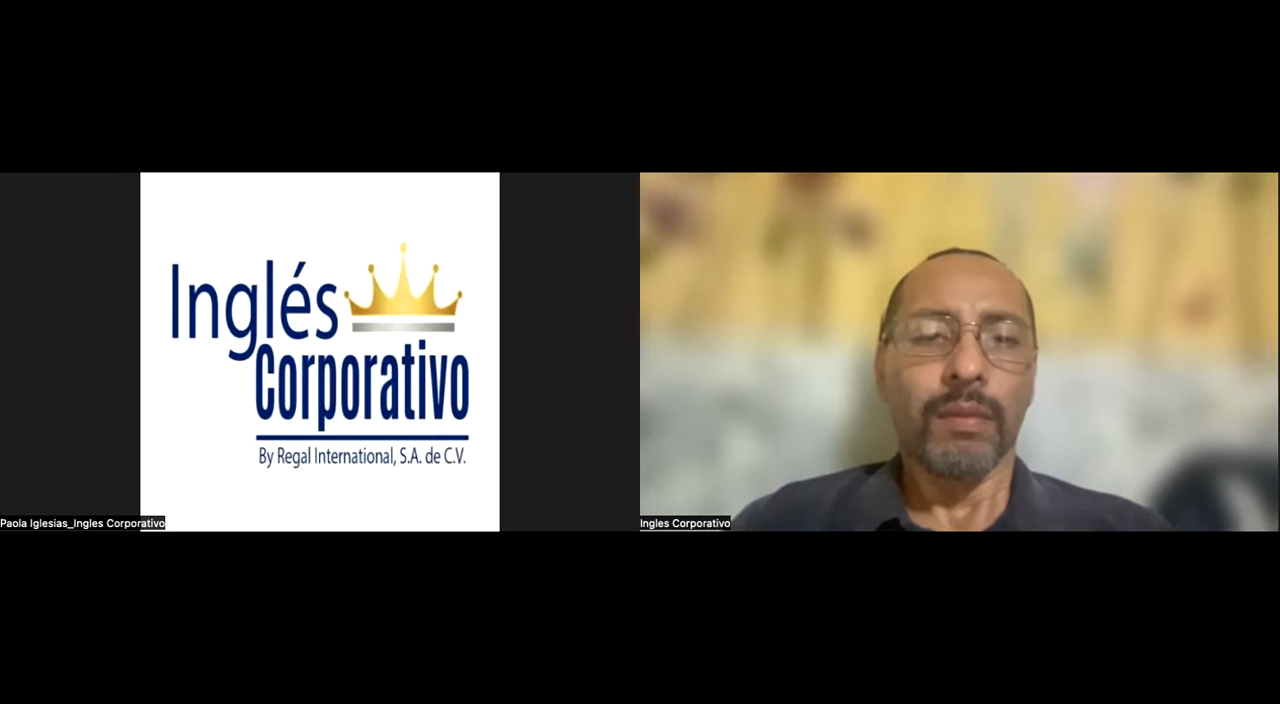 Inglés
Corporativo
By Regal International, S.A. de C.V.
Paola Iglesias_Ingles Corporativo
Ingles Corporativo